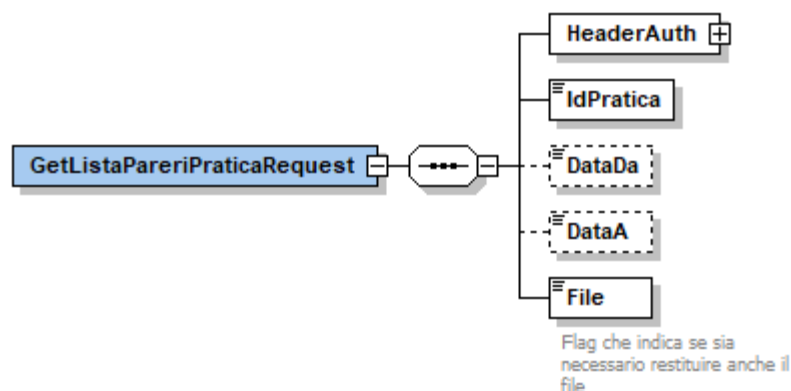 HeaderAuth
IdPratica
GetListaPareriPraticaRequest
DataDa
DataA
File
Flag che indica se sia
necessario restituire anche il
file